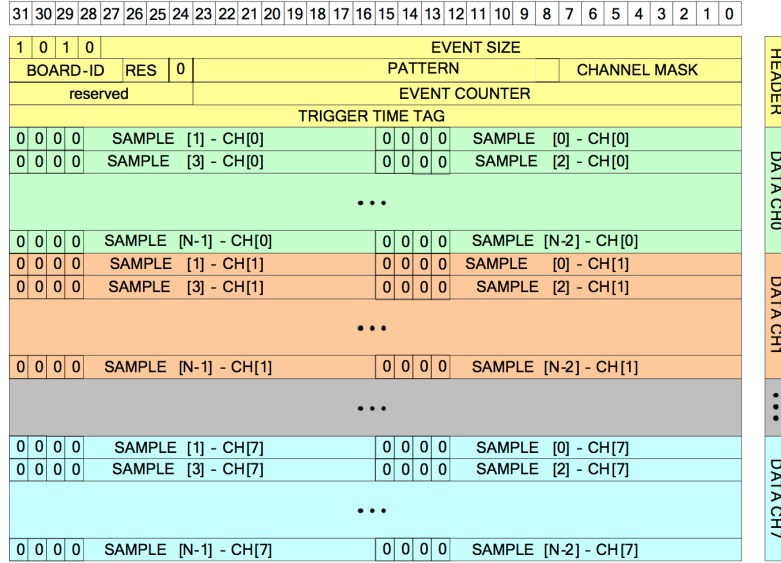 31 30 29 28 27 26 25 24 23 22 21 20 19 18 17 16 15 14 13 12 11 10 9 8 7 6 5 4 3 2 1 0
1 0 1 0 EVENT SIZE
BOARD-ID RES 0 PATTERN CHANNEL MASK
reserved EVENT COUNTER
TRIGGER TIME TAG
HEADER
0 0 0 0 SAMPLE [1] - CH[0] 0 0 0 0 SAMPLE [0] - CH[0]
0 0 0 0 SAMPLE [3] - CH[0] 0 0 0 0 SAMPLE [2] - CH[0]
...
0 0 0 0 SAMPLE [N-1] - CH[0] 0 0 0 0 SAMPLE [N-2] - CH[0]
DATA CH0
0 0 0 0 SAMPLE [1] - CH[1] 0 0 0 0 SAMPLE [0] - CH[1]
0 0 0 0 SAMPLE [3] - CH[1] 0 0 0 0 SAMPLE [2] - CH[1]
...
0 0 0 0 SAMPLE [N-1] - CH[1] 0 0 0 0 SAMPLE [N-2] - CH[1]
DATA CH1
...
...
0 0 0 0 SAMPLE [1] - CH[7] 0 0 0 0 SAMPLE [0] - CH[7]
0 0 0 0 SAMPLE [3] - CH[7] 0 0 0 0 SAMPLE [2] - CH[7]
...
0 0 0 0 SAMPLE [N-1] - CH[7] 0 0 0 0 SAMPLE [N-2] - CH[7]
DATA CH7